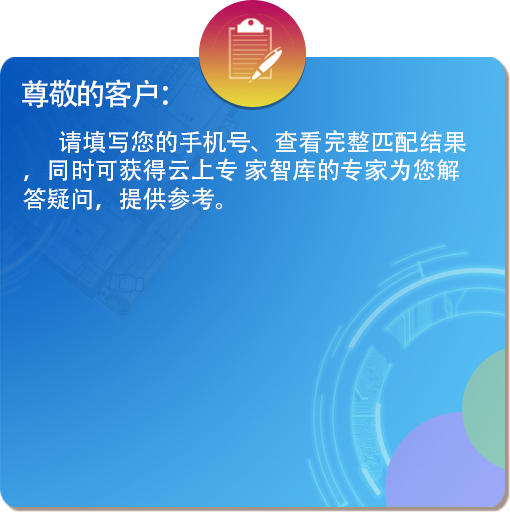 尊敬的客户：
请填写您的手机号、查看完整匹配结果
，同时可获得云上专 家智库的专家为您解
答疑问，提供参考。